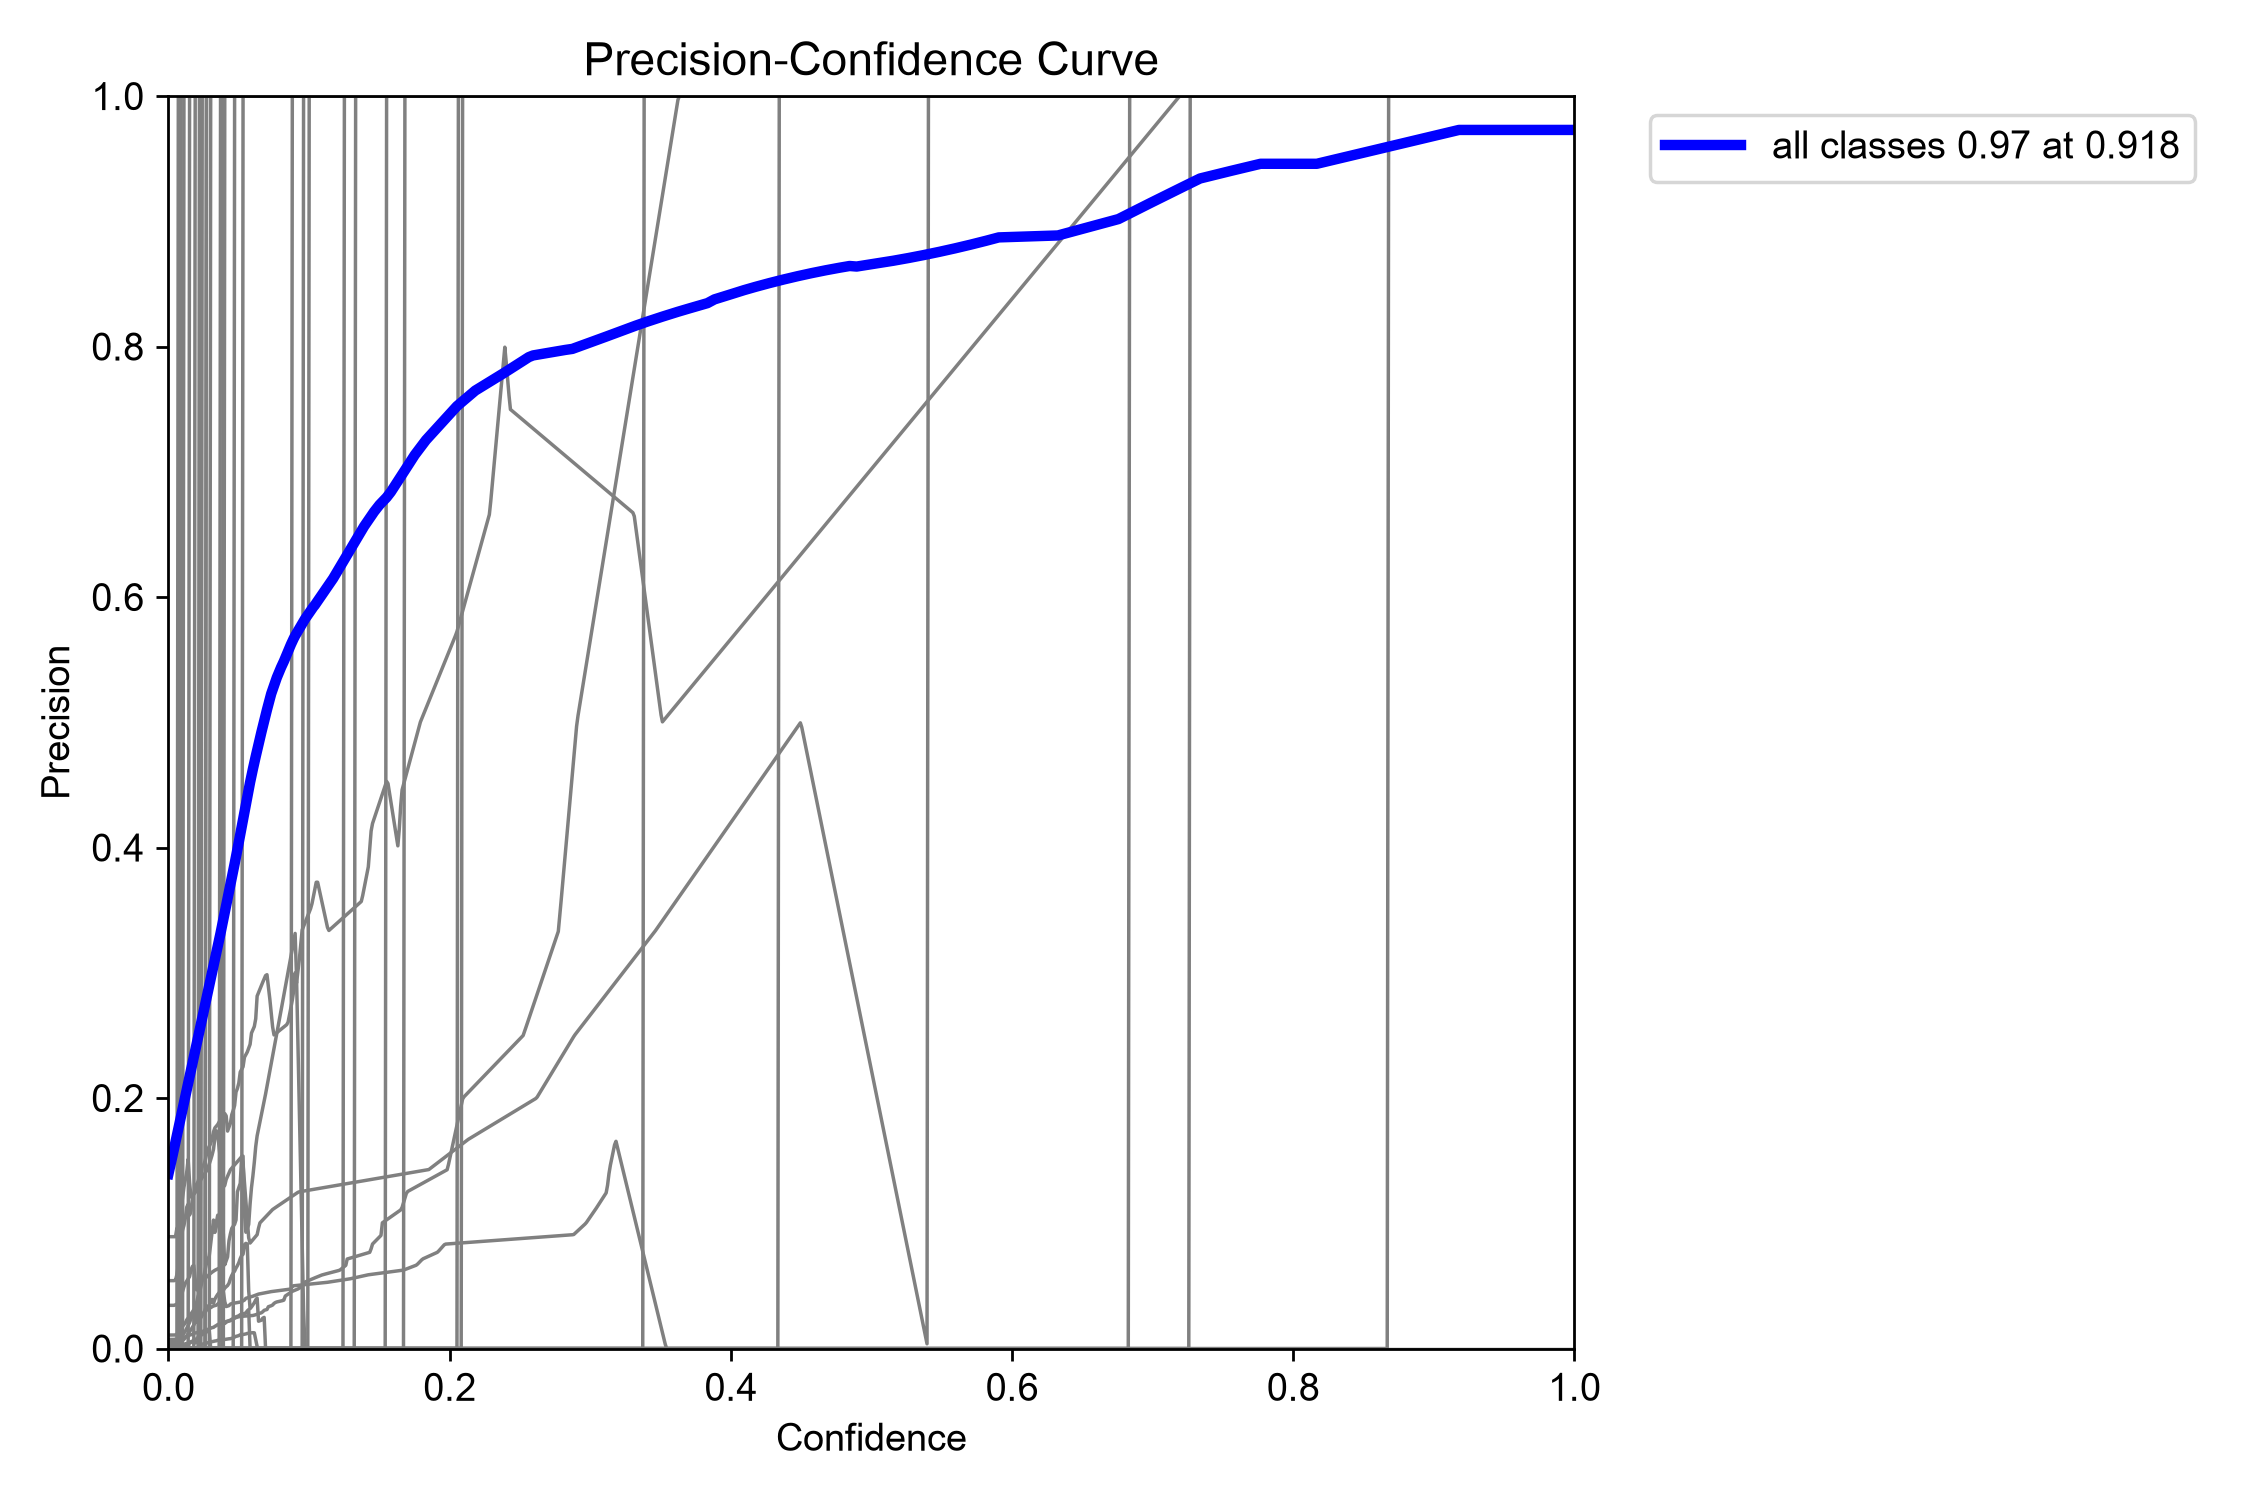 Precision-Confidence Curve
1.0
0.8
0.6
0.4
0.2
0.0
Precision
0.0 0.2 0.4 0.6 0.8 1.0
Confidence
all classes 0.97 at 0.918